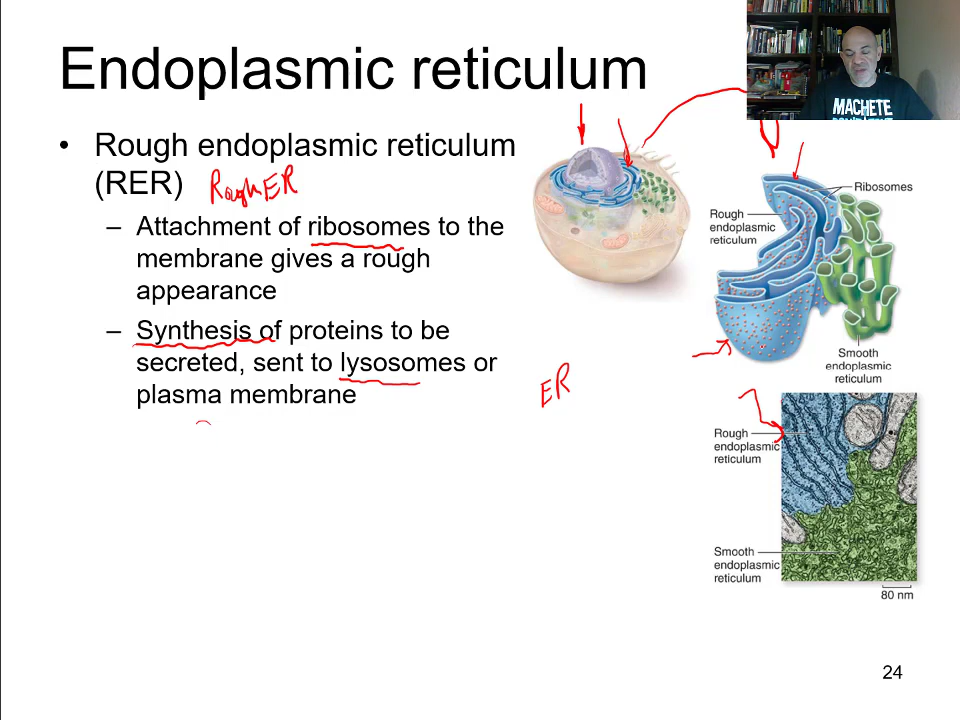 Endoplasmic reticulum
• Rough endoplasmic reticulum
(RER) Rough ER
– Attachment of ribosomes to the
membrane gives a rough
appearance
– Synthesis of proteins to be
secreted, sent to lysosomes or
plasma membrane
ER
MACHETE
Ribosomes
Rough
endoplasmic
reticulum
Smooth
endoplasmic
reticulum
Rough
endoplasmic
reticulum
Smooth
endoplasmic
reticulum
80 nm
24